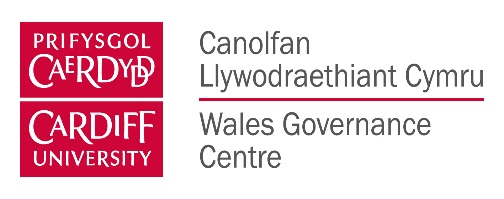 PRIFYSGOL
CAERDYDD
CARDIFF
UNIVERSITY
Canolfan
Llywodraethiant Cymru
Wales Governance
Centre